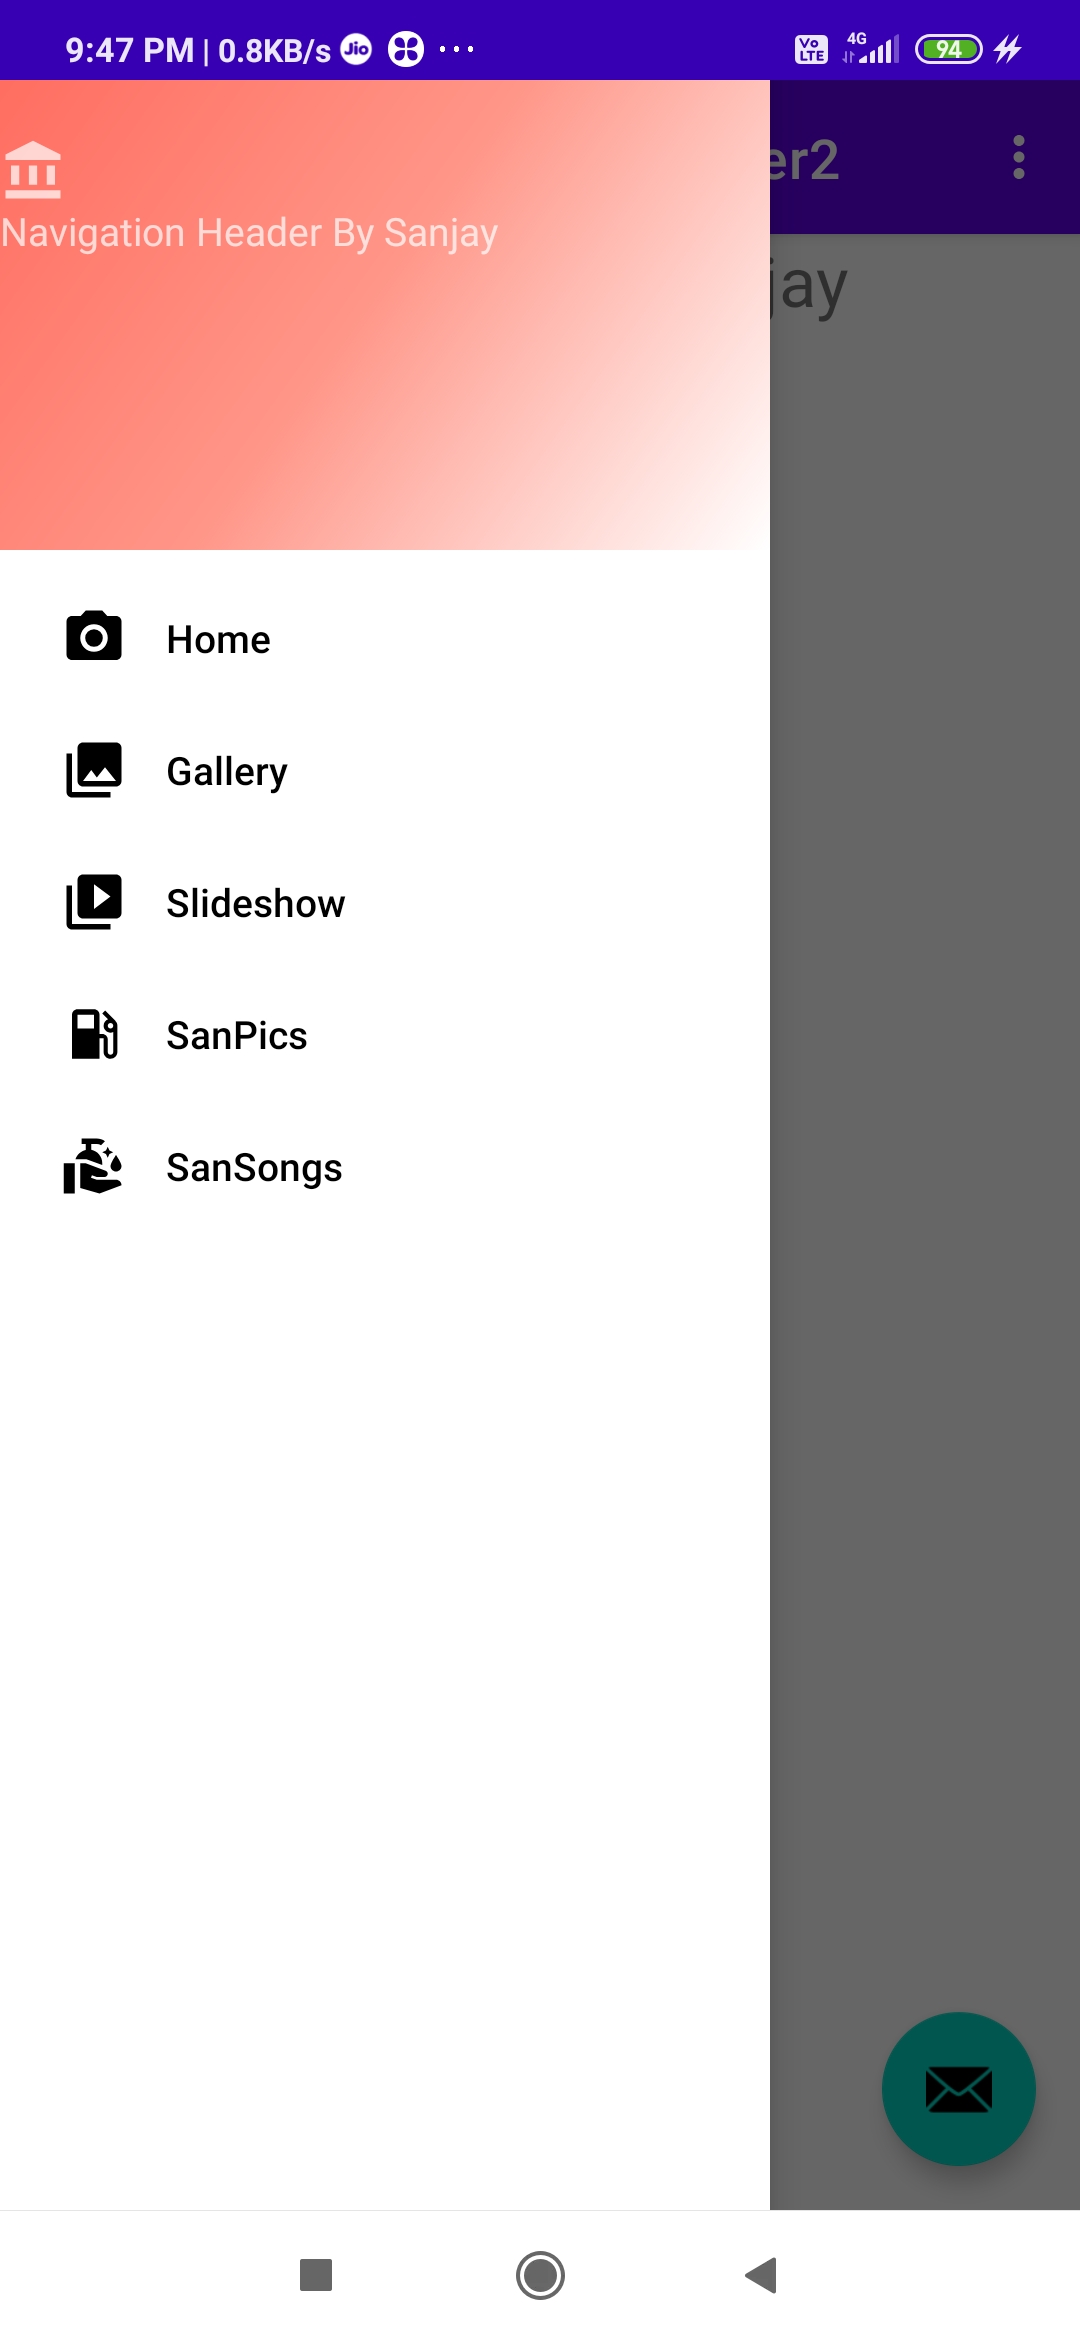 9:47 PM | 0.8KB/s Jio ...
Vo LTE 4G 94
er2
Navigation Header By Sanjay
jay
Home
Gallery
Slideshow
SanPics
SanSongs